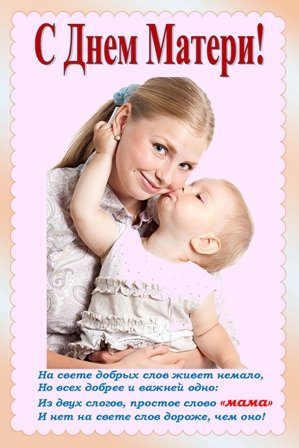 С Днем Матери!
На свете добрых слов живет немало,
Но всех добрее и важней одно:
Из двух слогов, простое слово «мама»
И нет на свете слов дороже, чем оно!